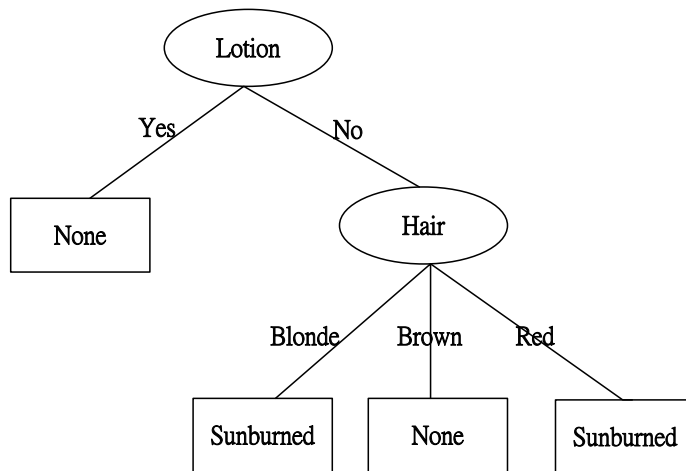 Lotion
Yes
No
None
Hair
Blonde
Brown
Red
Sunburned
None
Sunburned